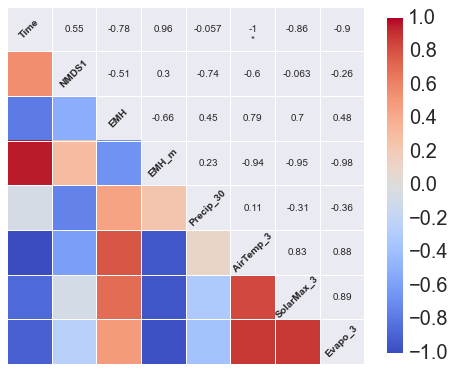 Time 0.55 -0.78 0.96 -0.057 -1 -0.86 -0.9
*
NMDS1 -0.51 0.3 -0.74 -0.6 -0.063 -0.26
EMH -0.66 0.45 0.79 0.7 0.48
EMH_m 0.23 -0.94 -0.95 -0.98
Precip_30 0.11 -0.31 -0.36
AirTemp_3 0.83 0.88
SolarMax_3 0.89
Evapo_3
1.0
0.8
0.6
0.4
0.2
0.0
−0.2
−0.4
−0.6
−0.8
−1.0